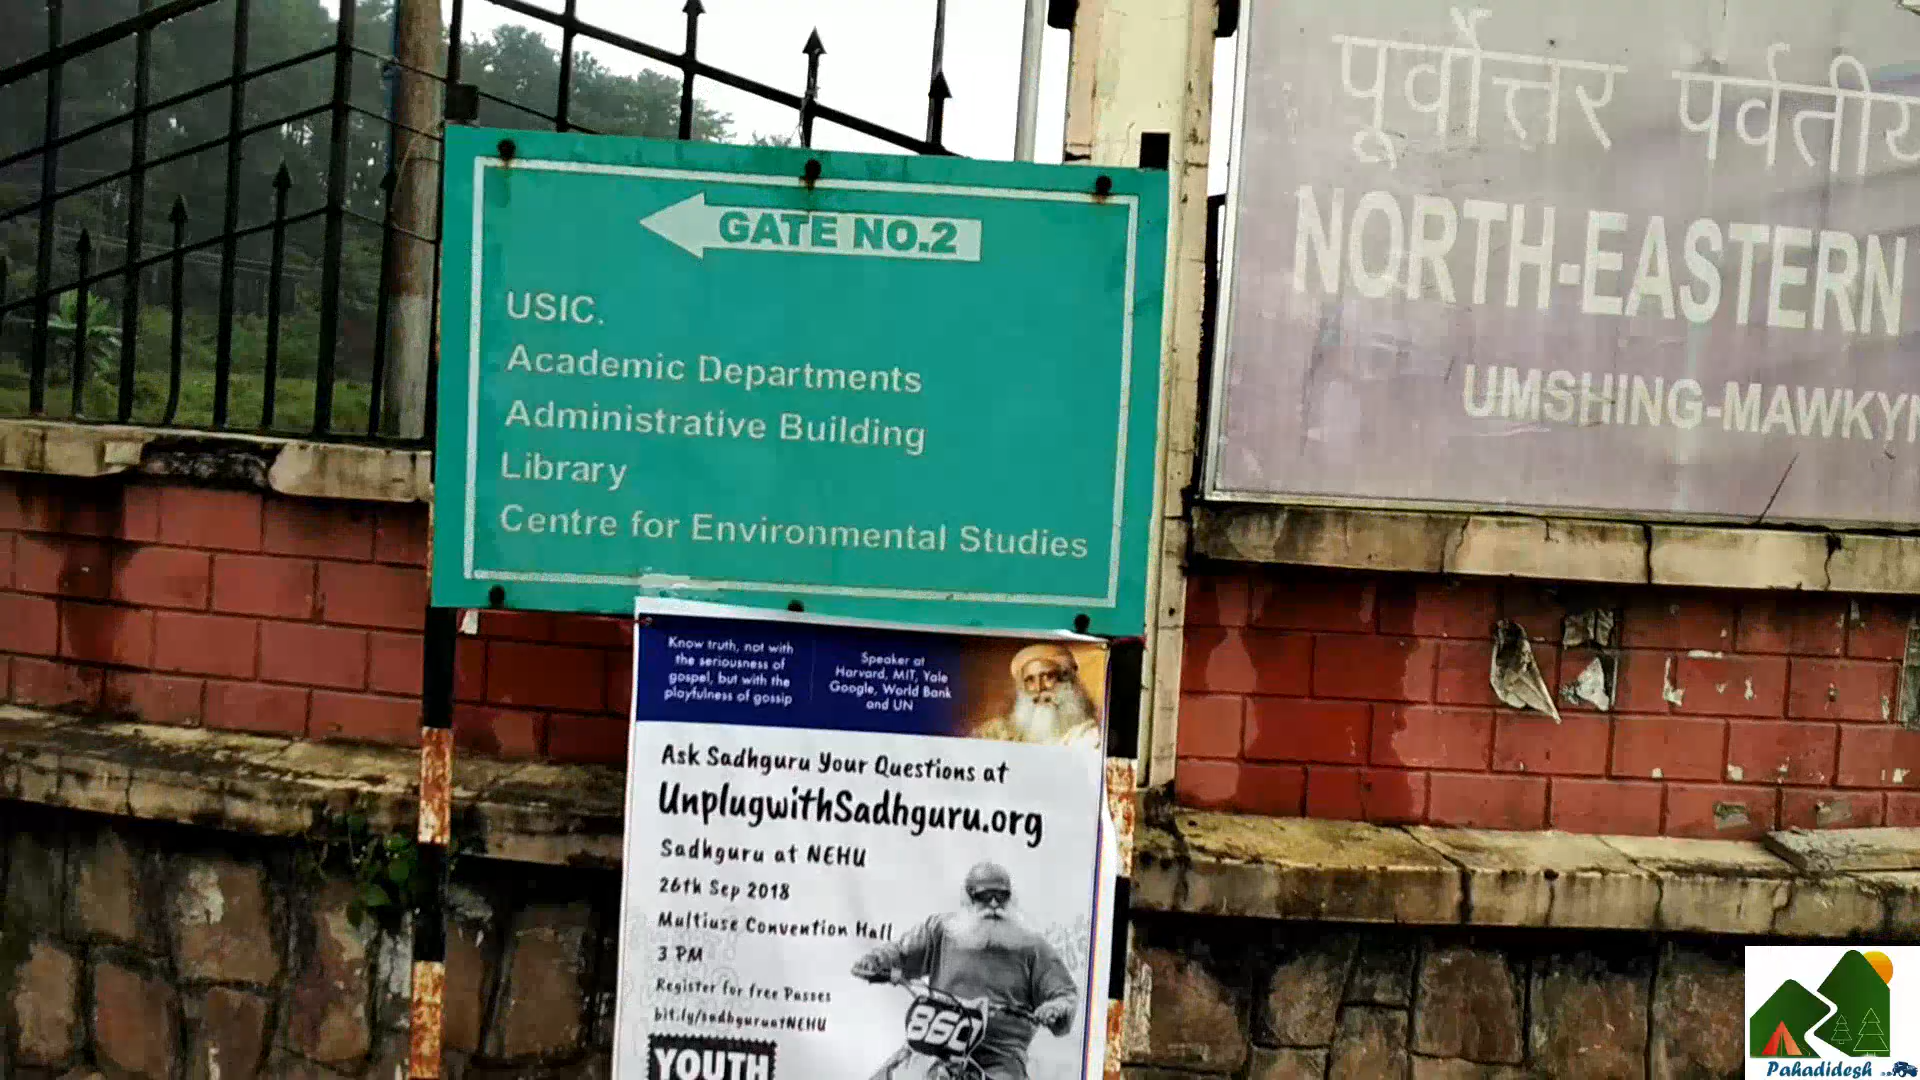 GATE NO.2
USIC.
Academic Departments
Administrative Building
Library
Centre for Environmental Studies
पूर्वोत्तर पर्वतीय
NORTH-EASTERN
UMSHING-MAWKYN
Know truth, not with
the seriousness of
gospel, but with the
playfulness of gossip
Speaker at
Harvard, MIT, Yale
Google, World Bank
and UN
Ask Sadhguru Your Questions at
UnplugwithSadhguru.org
Sadhguru at NEHU
26th Sep 2018
Multiuse Convention Hall
3 PM
Register for free Passes
bit.ly/sadhguruatNEHU
YOUTH
860
Pahadidesh